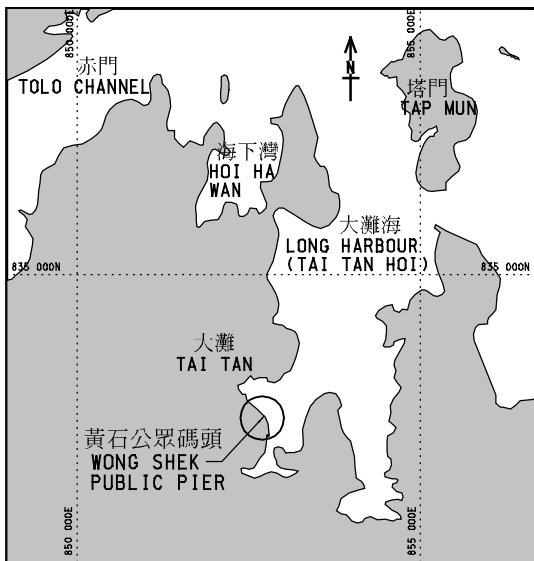 850 000E
855 000E
赤門
TOLO CHANNEL
N
塔門
TAP MUN
海下灣
HOI HA
WAN
大灘海
LONG HARBOUR
(TAI TAN HOI)
835 000N
835 000N
大灘
TAI TAN
黃石公眾碼頭
WONG SHEK
PUBLIC PIER
850 000E
855 000E